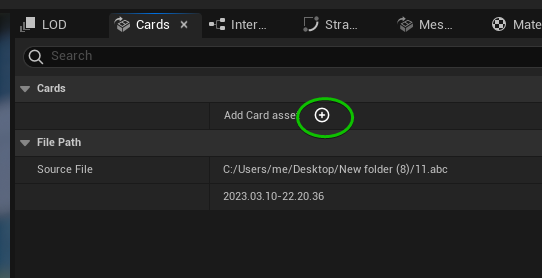 LOD Cards × Inter... Stra... Mes... Mate
Search
Cards
Add Card asse
File Path
Source File C:/Users/me/Desktop/New folder (8)/11.abc
2023.03.10-22.20.36